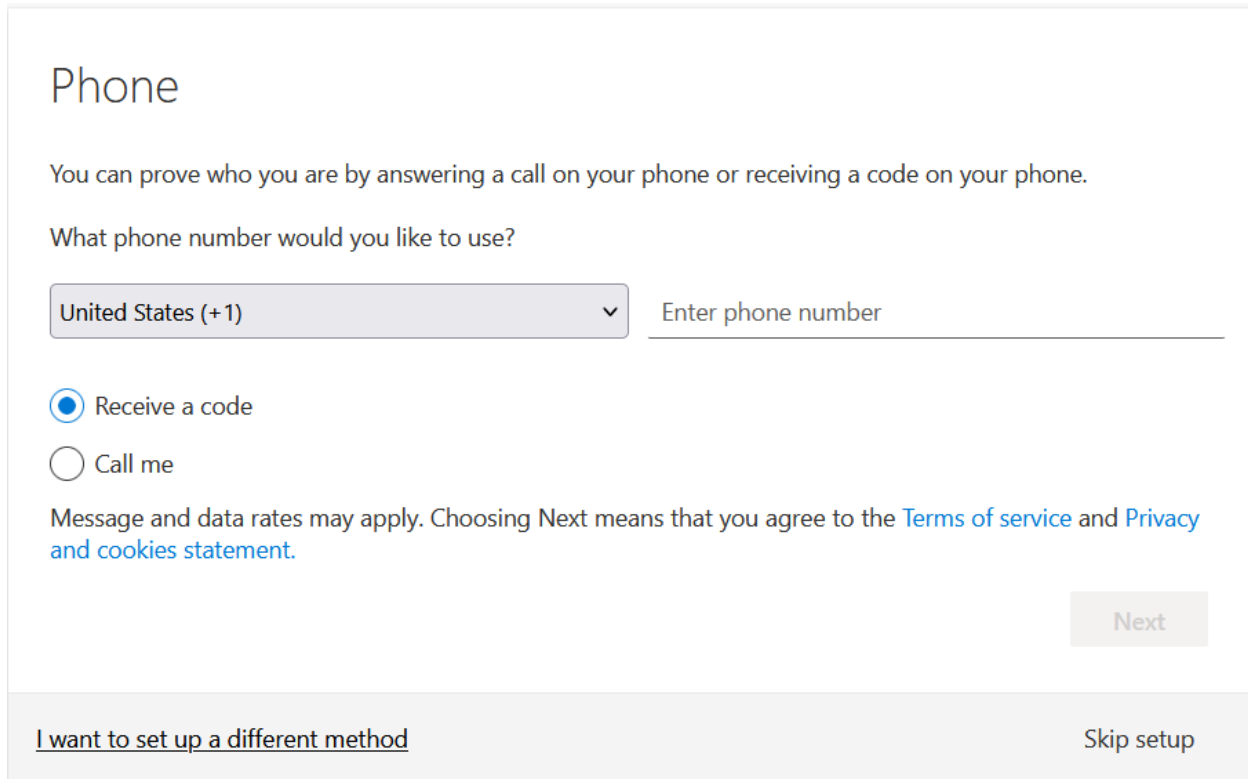 Phone
You can prove who you are by answering a call on your phone or receiving a code on your phone.
What phone number would you like to use?
United States (+1)
Enter phone number
Receive a code
Call me
Message and data rates may apply. Choosing Next means that you agree to the Terms of service and Privacy
and cookies statement.
Next
I want to set up a different method
Skip setup